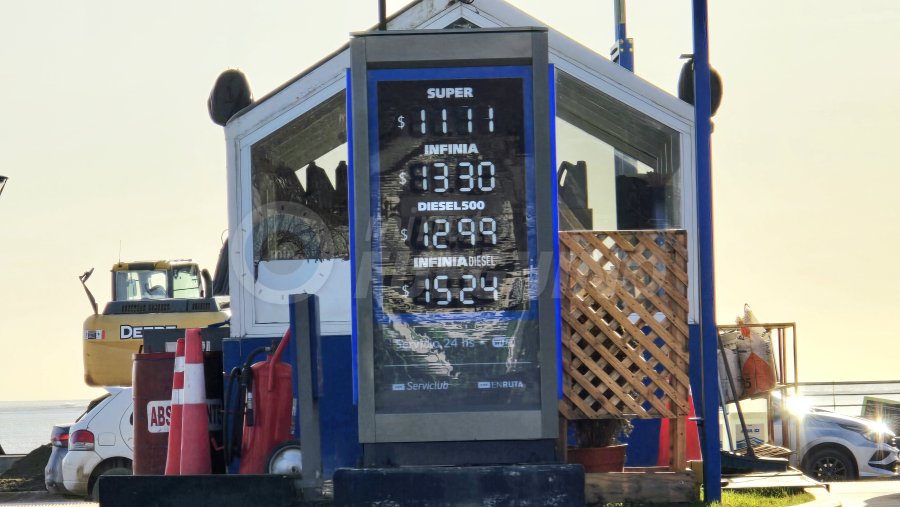 SUPER
$ 1111
INFINIA
$ 1330
DIESEL500
$ 1299
INFINIA DIESEL
$ 1524
Servicio 24 hs
Serviclub
ENRUTA
DEERE
ABS